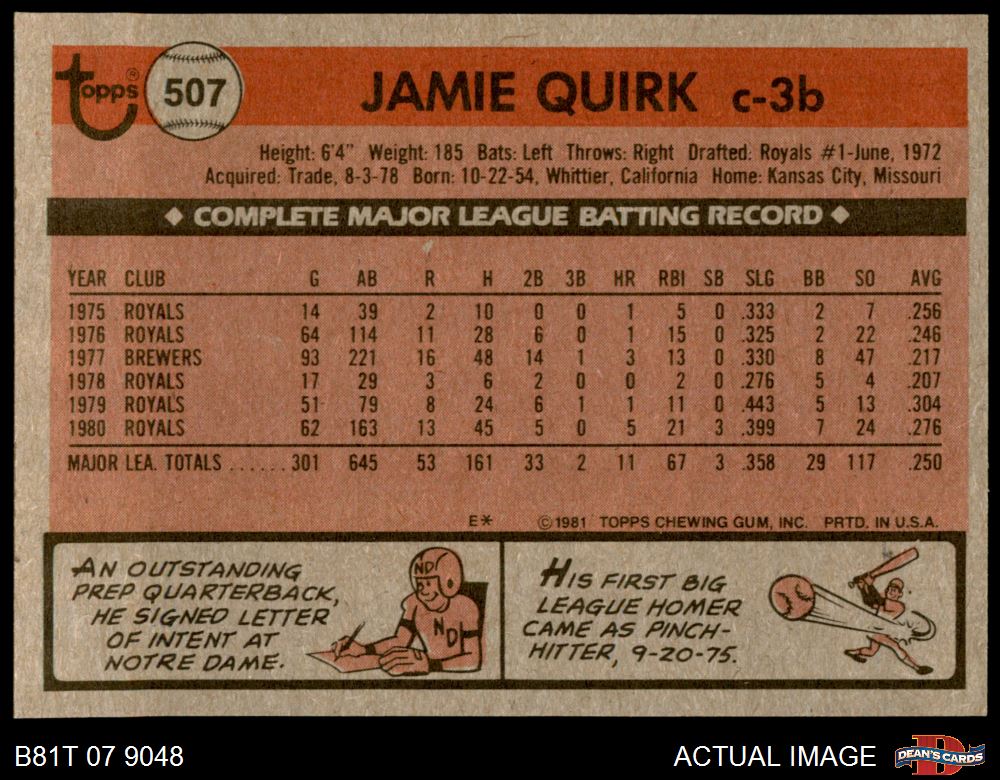 topps®
507
JAMIE QUIRK c-3b
Height: 6'4" Weight: 185 Bats: Left Throws: Right Drafted: Royals #1-June, 1972
Acquired: Trade, 8-3-78 Born: 10-22-54, Whittier, California Home: Kansas City, Missouri
◆ COMPLETE MAJOR LEAGUE BATTING RECORD ◆
YEAR CLUB G AB R H 2B 3B HR RBI SB SLG BB SO AVG
1975 ROYALS 14 39 2 10 0 0 1 5 0 .333 2 7 .256
1976 ROYALS 64 114 11 28 6 0 1 15 0 .325 2 22 .246
1977 BREWERS 93 221 16 48 14 1 3 13 0 .330 8 47 .217
1978 ROYALS 17 29 3 6 2 0 0 2 0 .276 5 4 .207
1979 ROYALS 51 79 8 24 6 1 1 11 0 .443 5 13 .304
1980 ROYALS 62 163 13 45 5 0 5 21 3 .399 7 24 .276
MAJOR LEA. TOTALS ...... 301 645 53 161 33 2 11 67 3 .358 29 117 .250
E* ©1981 TOPPS CHEWING GUM, INC. PRTD. IN U.S.A.
AN OUTSTANDING
PREP QUARTERBACK,
HE SIGNED LETTER
OF INTENT AT
NOTRE DAME.
ND
ND
HIS FIRST BIG
LEAGUE HOMER
CAME AS PINCH-
HITTER, 9-20-75.
B81T 07 9048
ACTUAL IMAGE
D
DEAN'S CARDS